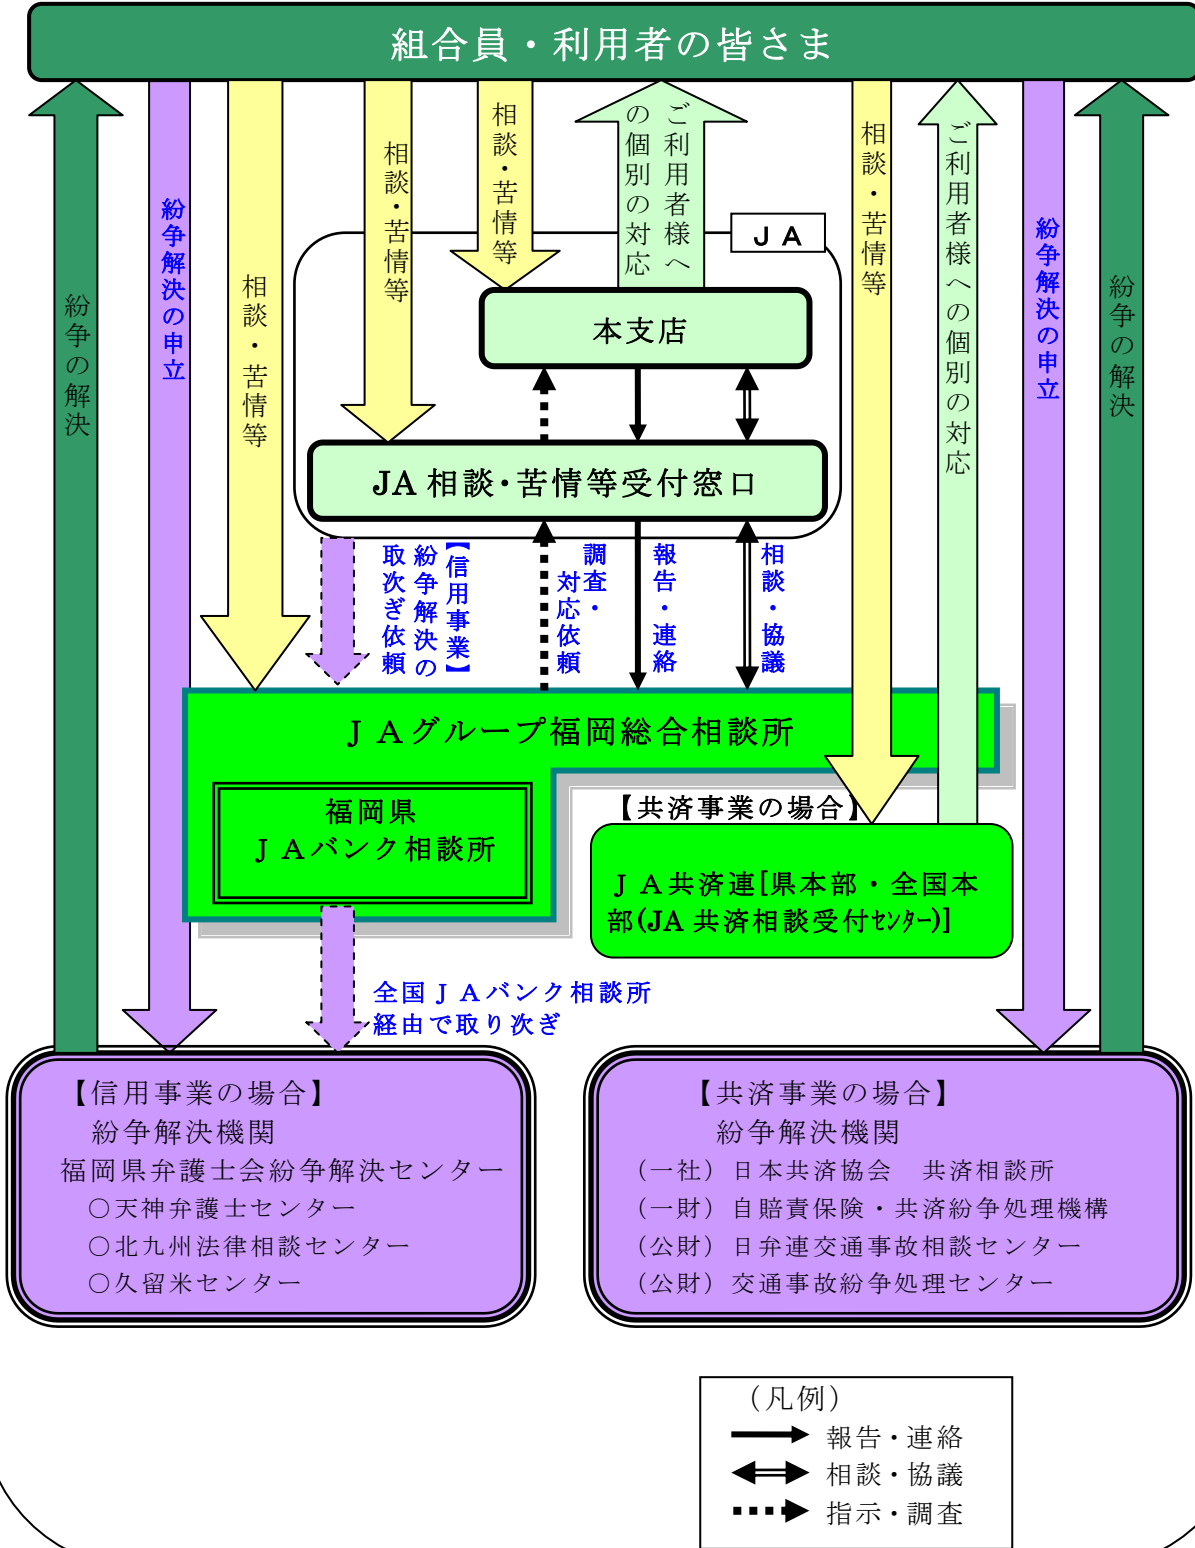 組合員・利用者の皆さま
紛争の解決
紛争解決の申立
相談・苦情等
相談・苦情等
相談・苦情等
ご利用者様へ
の個別の対応
相談・苦情等
ご利用者様への個別の対応
紛争解決の申立
紛争の解決
ＪＡ
本支店
JA 相談・苦情等受付窓口
【信用事業】
紛争解決の
取次ぎ依頼
調査・
対応依頼
報告・連絡
相談・協議
ＪＡグループ福岡総合相談所
福岡県
ＪＡバンク相談所
【共済事業の場合】
ＪＡ共済連[県本部・全国本
部(JA 共済相談受付ｾﾝﾀｰ)]
全国ＪＡバンク相談所
経由で取り次ぎ
【信用事業の場合】
紛争解決機関
福岡県弁護士会紛争解決センター
○天神弁護士センター
○北九州法律相談センター
○久留米センター
【共済事業の場合】
紛争解決機関
（一社）日本共済協会　共済相談所
（一財）自賠責保険・共済紛争処理機構
（公財）日弁連交通事故相談センター
（公財）交通事故紛争処理センター
（凡例）
報告・連絡
相談・協議
指示・調査